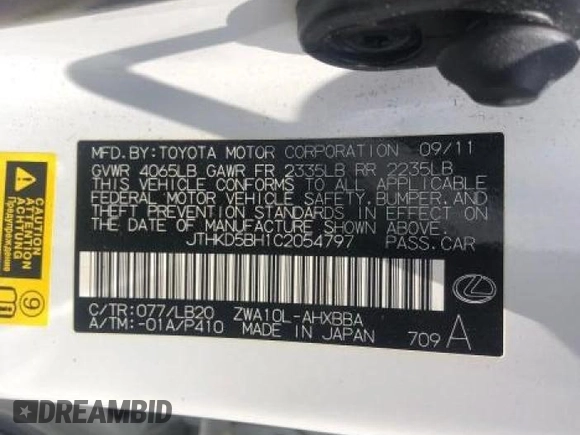 MFD.BY:TOYOTA MOTOR CORPORATION 09/11
GVWR 4065LB GAWR FR 2335LB RR 2235LB
THIS VEHICLE CONFORMS TO ALL APPLICABLE
FEDERAL MOTOR VEHICLE SAFETY,BUMPER,AND
THEFT PREVENTION STANDARDS IN EFFECT
ON THE DATE OF MANUFACTURE SHOWN ABOVE.
JTHKD5BH1C2054797 PASS.CAR
C/TR:077/LB20 ZWA10L-AHXBBA
A/TM:-01A/P410 MADE IN JAPAN 709 A
CAUTION
ATTENTION
ACHTUNG
Предупреждение
9
DREAMBID